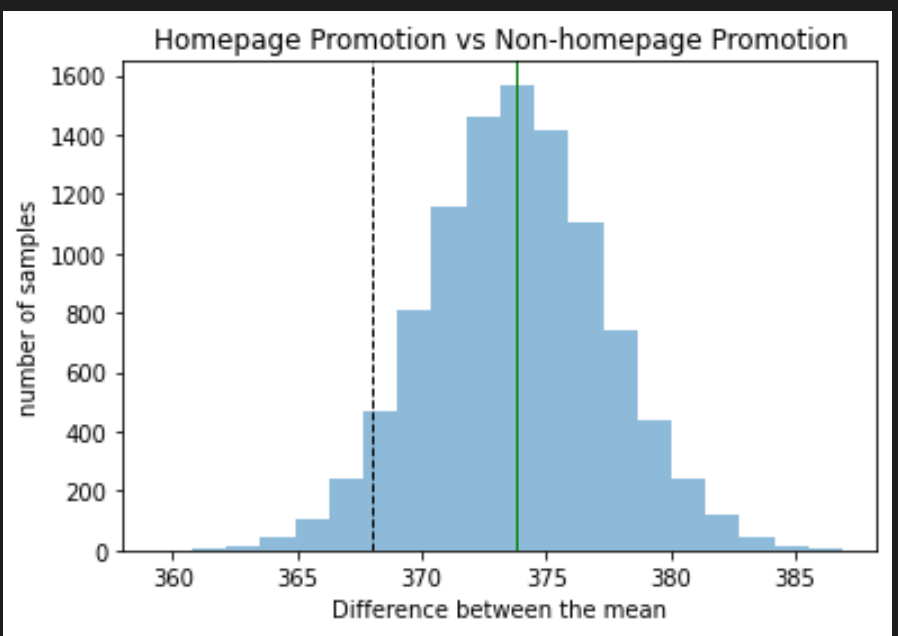 Homepage Promotion vs Non-homepage Promotion
1600
1400
1200
1000
800
600
400
200
0
number of samples
360 365 370 375 380 385
Difference between the mean